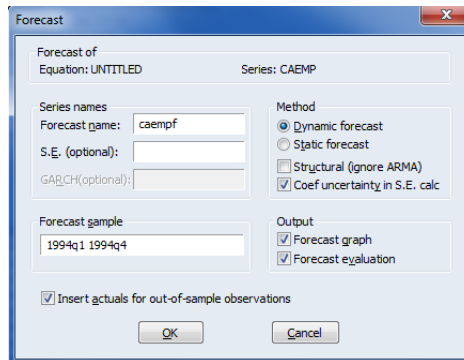 Forecast
Forecast of
Equation: UNTITLED Series: CAEMP
Series names
Forecast name: caempf
S.E. (optional):
GARCH(optional):
Method
Dynamic forecast
Static forecast
Structural (ignore ARMA)
Coef uncertainty in S.E. calc
Forecast sample
1994q1 1994q4
Output
Forecast graph
Forecast evaluation
Insert actuals for out-of-sample observations
OK Cancel